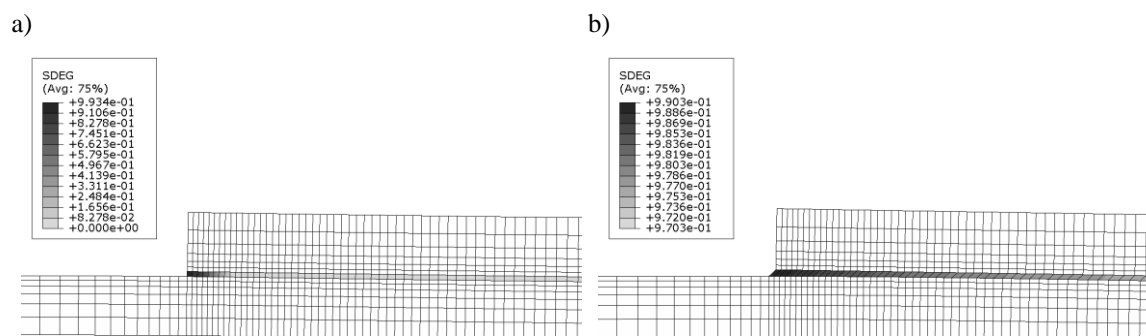 a)
SDEG
(Avg: 75%)
+9.934e-01
+9.106e-01
+8.278e-01
+7.451e-01
+6.623e-01
+5.795e-01
+4.967e-01
+4.139e-01
+3.311e-01
+2.484e-01
+1.656e-01
+8.278e-02
+0.000e+00
b)
SDEG
(Avg: 75%)
+9.903e-01
+9.886e-01
+9.869e-01
+9.853e-01
+9.836e-01
+9.819e-01
+9.803e-01
+9.786e-01
+9.770e-01
+9.753e-01
+9.736e-01
+9.720e-01
+9.703e-01